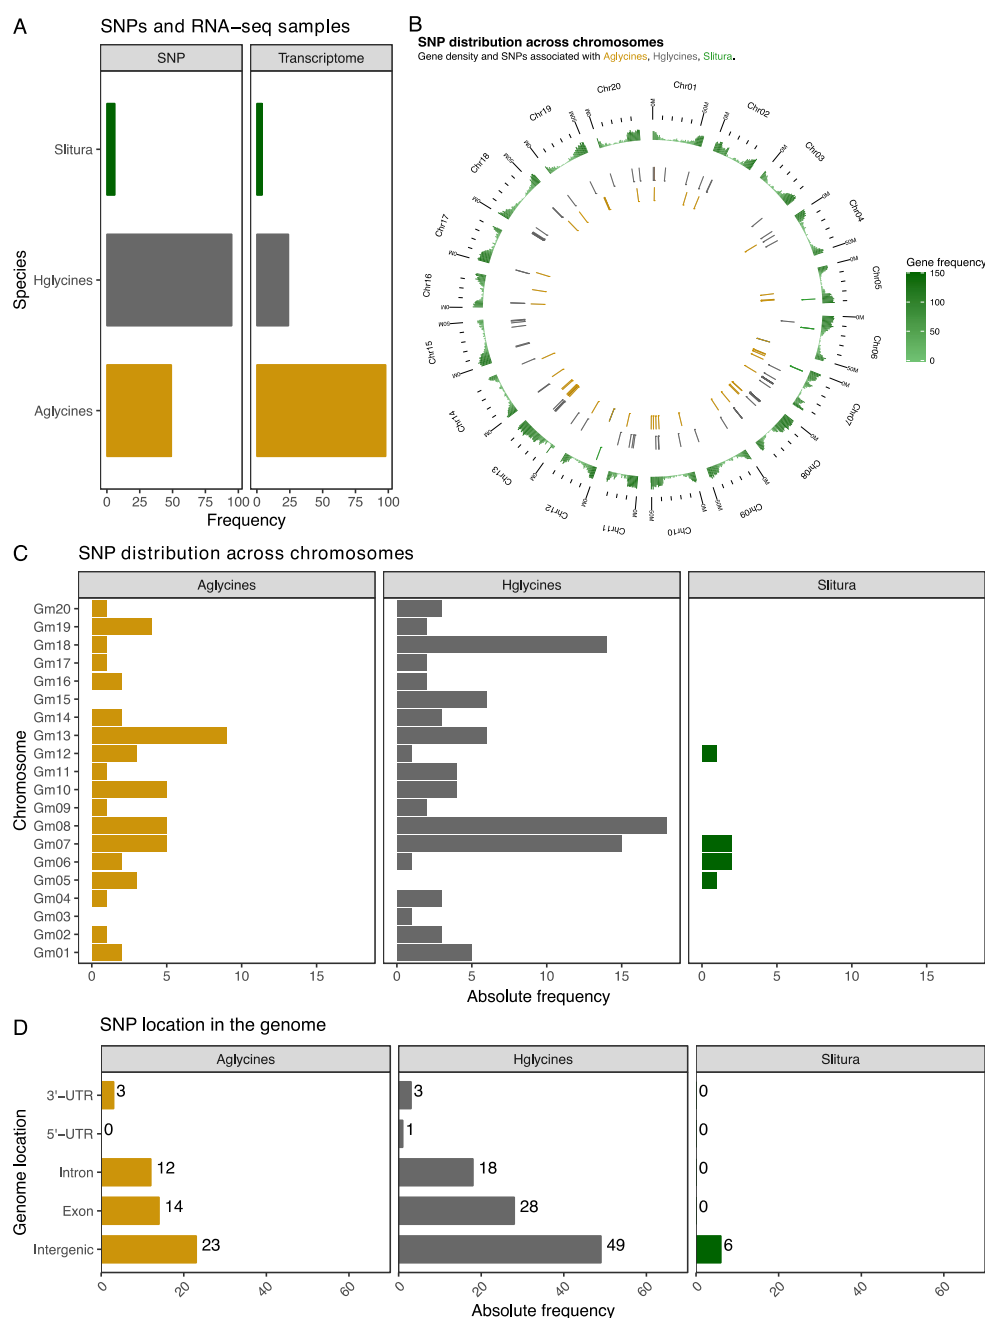 A
SNPs and RNA−seq samples
SNP
Transcriptome
Slitura
Hglycines
Aglycines
Species
0 25 50 75 100
0 25 50 75 100
Frequency
B
SNP distribution across chromosomes
Gene density and SNPs associated with Aglycines, Hglycines, Slitura.
Chr01
Chr02
Chr03
Chr04
Chr05
Chr06
Chr07
Chr08
Chr09
Chr10
Chr11
Chr12
Chr13
Chr14
Chr15
Chr16
Chr17
Chr18
Chr19
Chr20
0M
50M
Gene frequency
150
100
50
0
C
SNP distribution across chromosomes
Aglycines
Hglycines
Slitura
Chromosome
Gm20
Gm19
Gm18
Gm17
Gm16
Gm15
Gm14
Gm13
Gm12
Gm11
Gm10
Gm09
Gm08
Gm07
Gm06
Gm05
Gm04
Gm03
Gm02
Gm01
0 5 10 15
0 5 10 15
0 5 10 15
Absolute frequency
D
SNP location in the genome
Aglycines
Hglycines
Slitura
Genome location
3'−UTR 3 3 0
5'−UTR 0 1 0
Intron 12 18 0
Exon 14 28 0
Intergenic 23 49 6
0 20 40 60
0 20 40 60
0 20 40 60
Absolute frequency